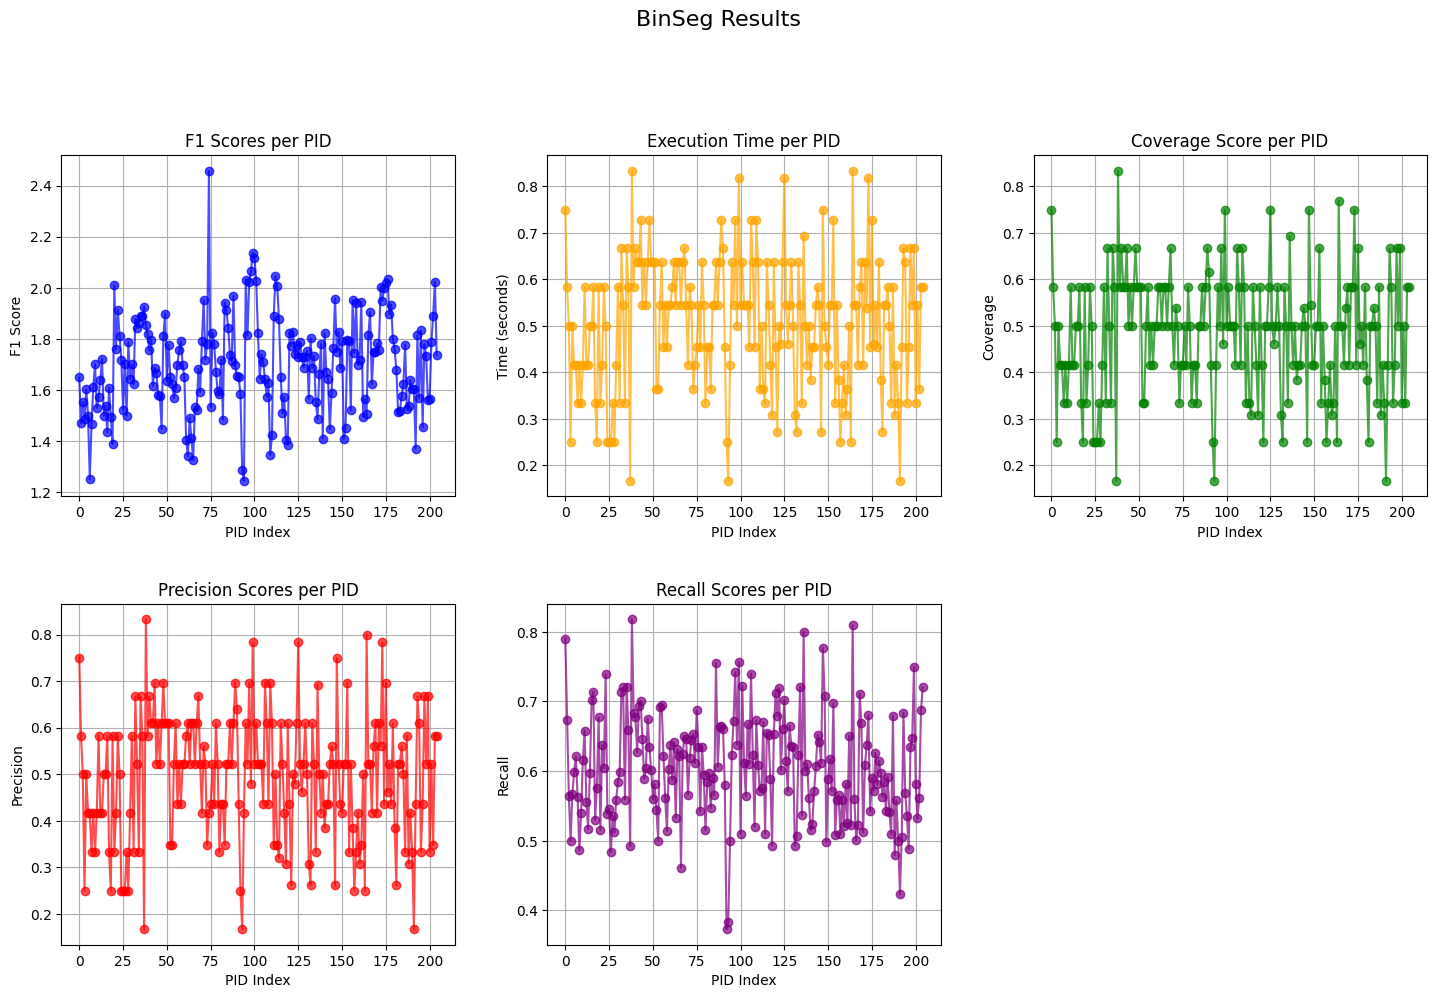 BinSeg Results
F1 Scores per PID
F1 Score
2.4
2.2
2.0
1.8
1.6
1.4
1.2
0 25 50 75 100 125 150 175 200
PID Index
Execution Time per PID
Time (seconds)
0.8
0.7
0.6
0.5
0.4
0.3
0.2
0 25 50 75 100 125 150 175 200
PID Index
Coverage Score per PID
Coverage
0.8
0.7
0.6
0.5
0.4
0.3
0.2
0 25 50 75 100 125 150 175 200
PID Index
Precision Scores per PID
Precision
0.8
0.7
0.6
0.5
0.4
0.3
0.2
0 25 50 75 100 125 150 175 200
PID Index
Recall Scores per PID
Recall
0.8
0.7
0.6
0.5
0.4
0 25 50 75 100 125 150 175 200
PID Index